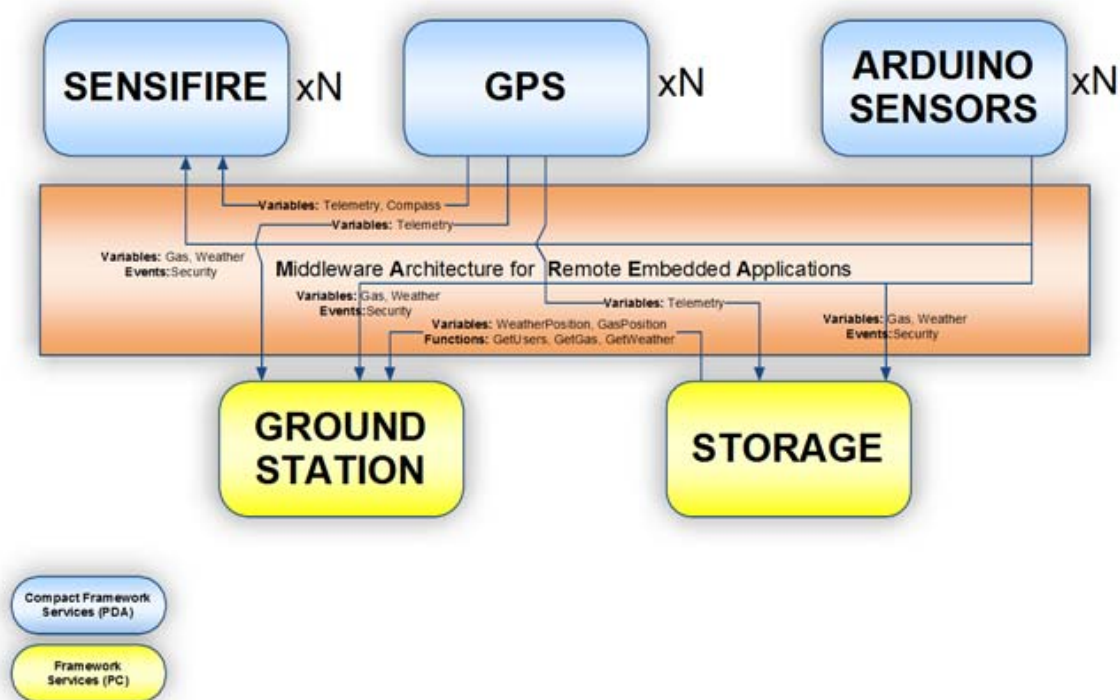 SENSIFIRE
xN
GPS
xN
ARDUINO
SENSORS
xN
Variables: Telemetry, Compass
Variables: Telemetry
Variables: Gas, Weather
Events:Security
Middleware Architecture for Remote Embedded Applications
Variables: Gas, Weather
Events:Security
Variables: Telemetry
Variables: WeatherPosition, GasPosition
Functions: GetUsers, GetGas, GetWeather
Variables: Gas, Weather
Events:Security
GROUND
STATION
STORAGE
Compact Framework
Services (PDA)
Framework
Services (PC)